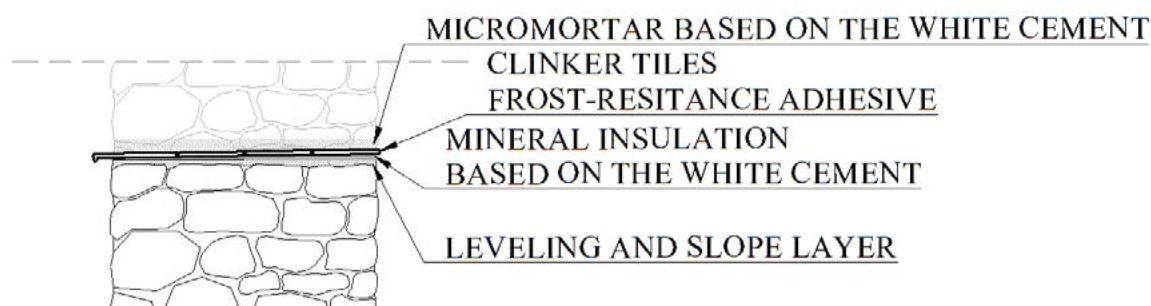 MICROMORTAR BASED ON THE WHITE CEMENT
CLINKER TILES
FROST-RESITANCE ADHESIVE
MINERAL INSULATION
BASED ON THE WHITE CEMENT
LEVELING AND SLOPE LAYER